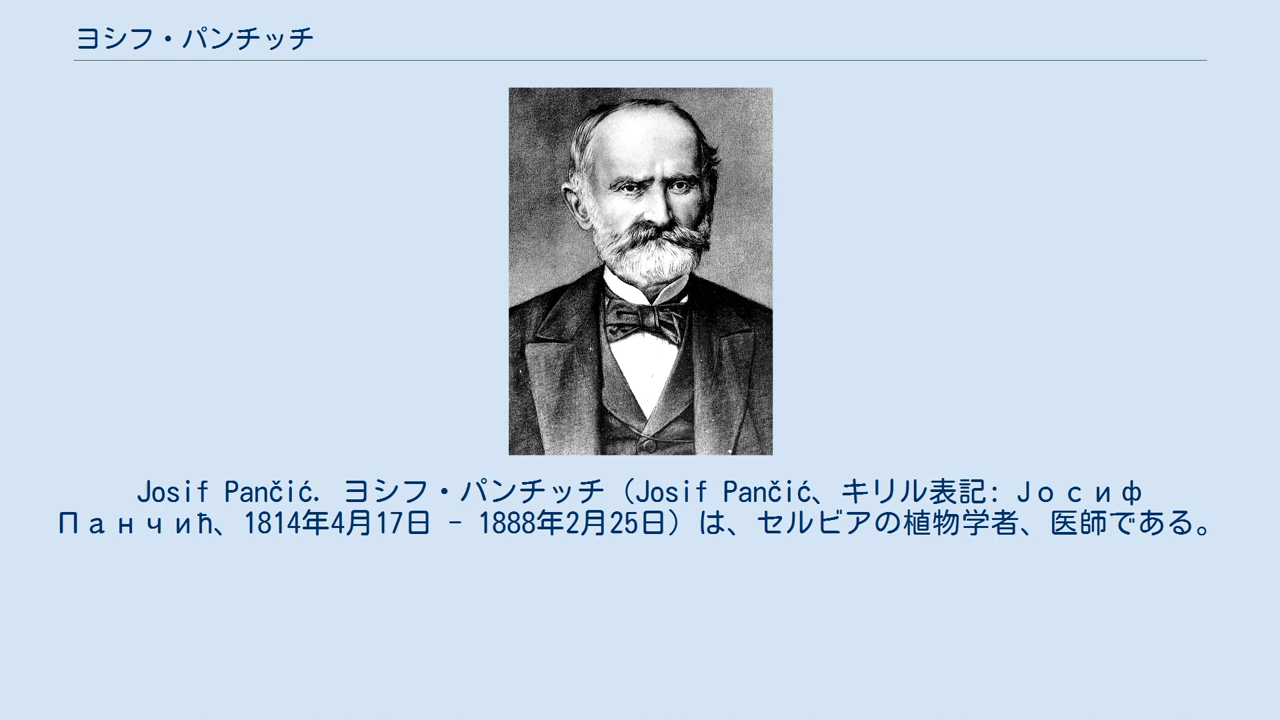 ヨシフ・パンチッチ
Josif Pančić. ヨシフ・パンチッチ（Josif Pančić、キリル表記: Јосиф
Панчић、1814年4月17日 - 1888年2月25日）は、セルビアの植物学者、医師である。